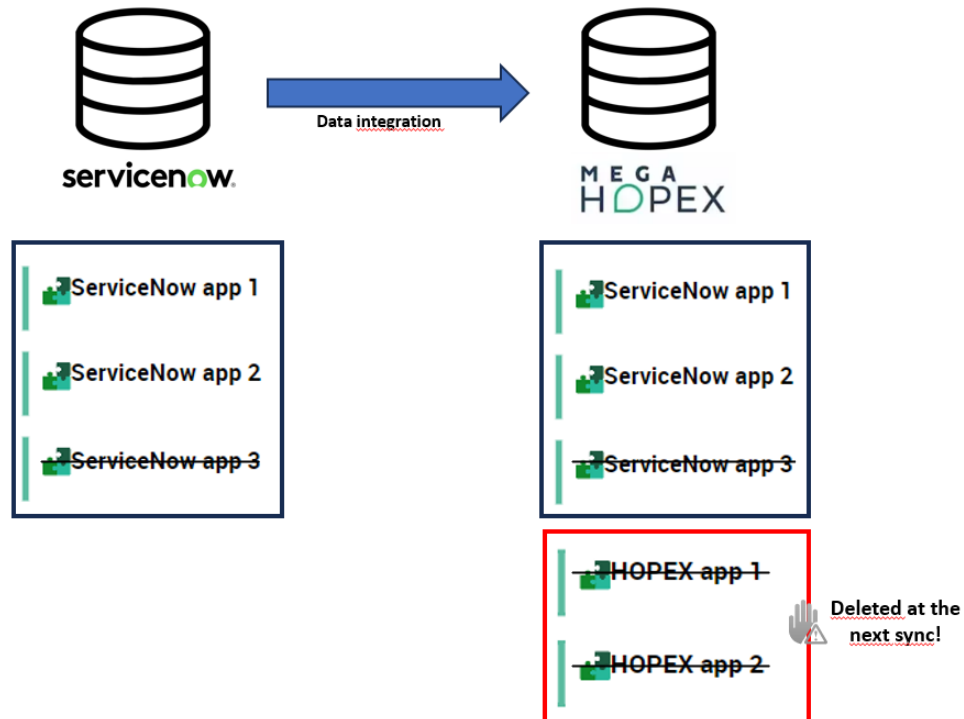 Data integration
servicenow.
MEGA
HOPEX
ServiceNow app 1
ServiceNow app 2
ServiceNow app 3
ServiceNow app 1
ServiceNow app 2
ServiceNow app 3
HOPEX app 1
HOPEX app 2
Deleted at the
next sync!